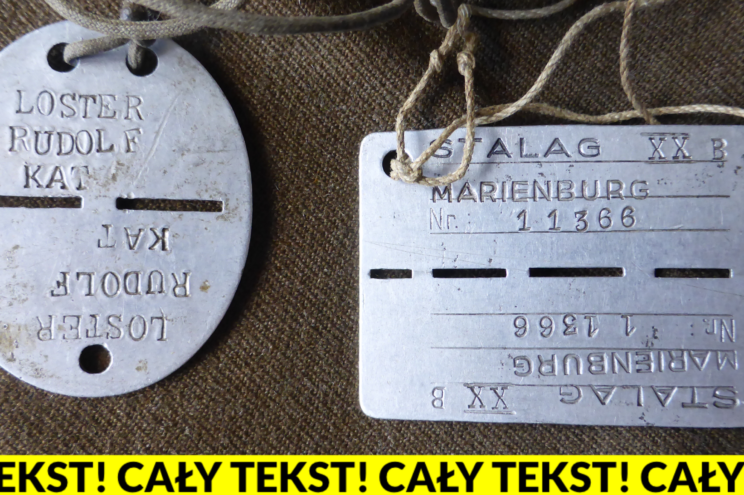 LOSTER
RUDOLF
KAT
KAT
RUDOLF
LOSTER
STALAG XX B
MARIENBURG
Nr.: 11366
Nr.: 11366
MARIENBURG
STALAG XX B
EKST! CAŁY TEKST! CAŁY TEKST! CAŁY